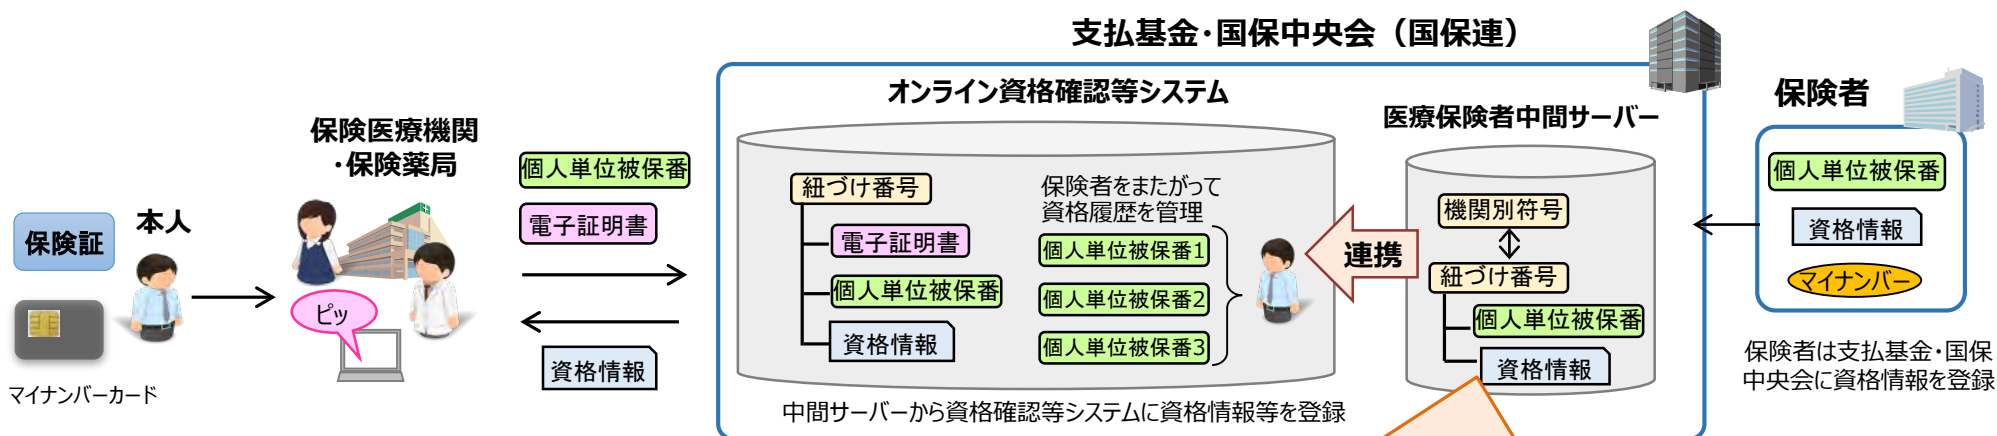 支払基金・国保中央会（国保連）
オンライン資格確認等システム
医療保険者中間サーバー
保険者
保険医療機関
・保険薬局
本人
保険証
マイナンバーカード
ピッ
個人単位被保番
電子証明書
資格情報
紐づけ番号
電子証明書
個人単位被保番
資格情報
保険者をまたがって
資格履歴を管理
個人単位被保番1
個人単位被保番2
個人単位被保番3
連携
機関別符号
紐づけ番号
個人単位被保番
資格情報
中間サーバーから資格確認等システムに資格情報等を登録
個人単位被保番
資格情報
マイナンバー
保険者は支払基金・国保
中央会に資格情報を登録